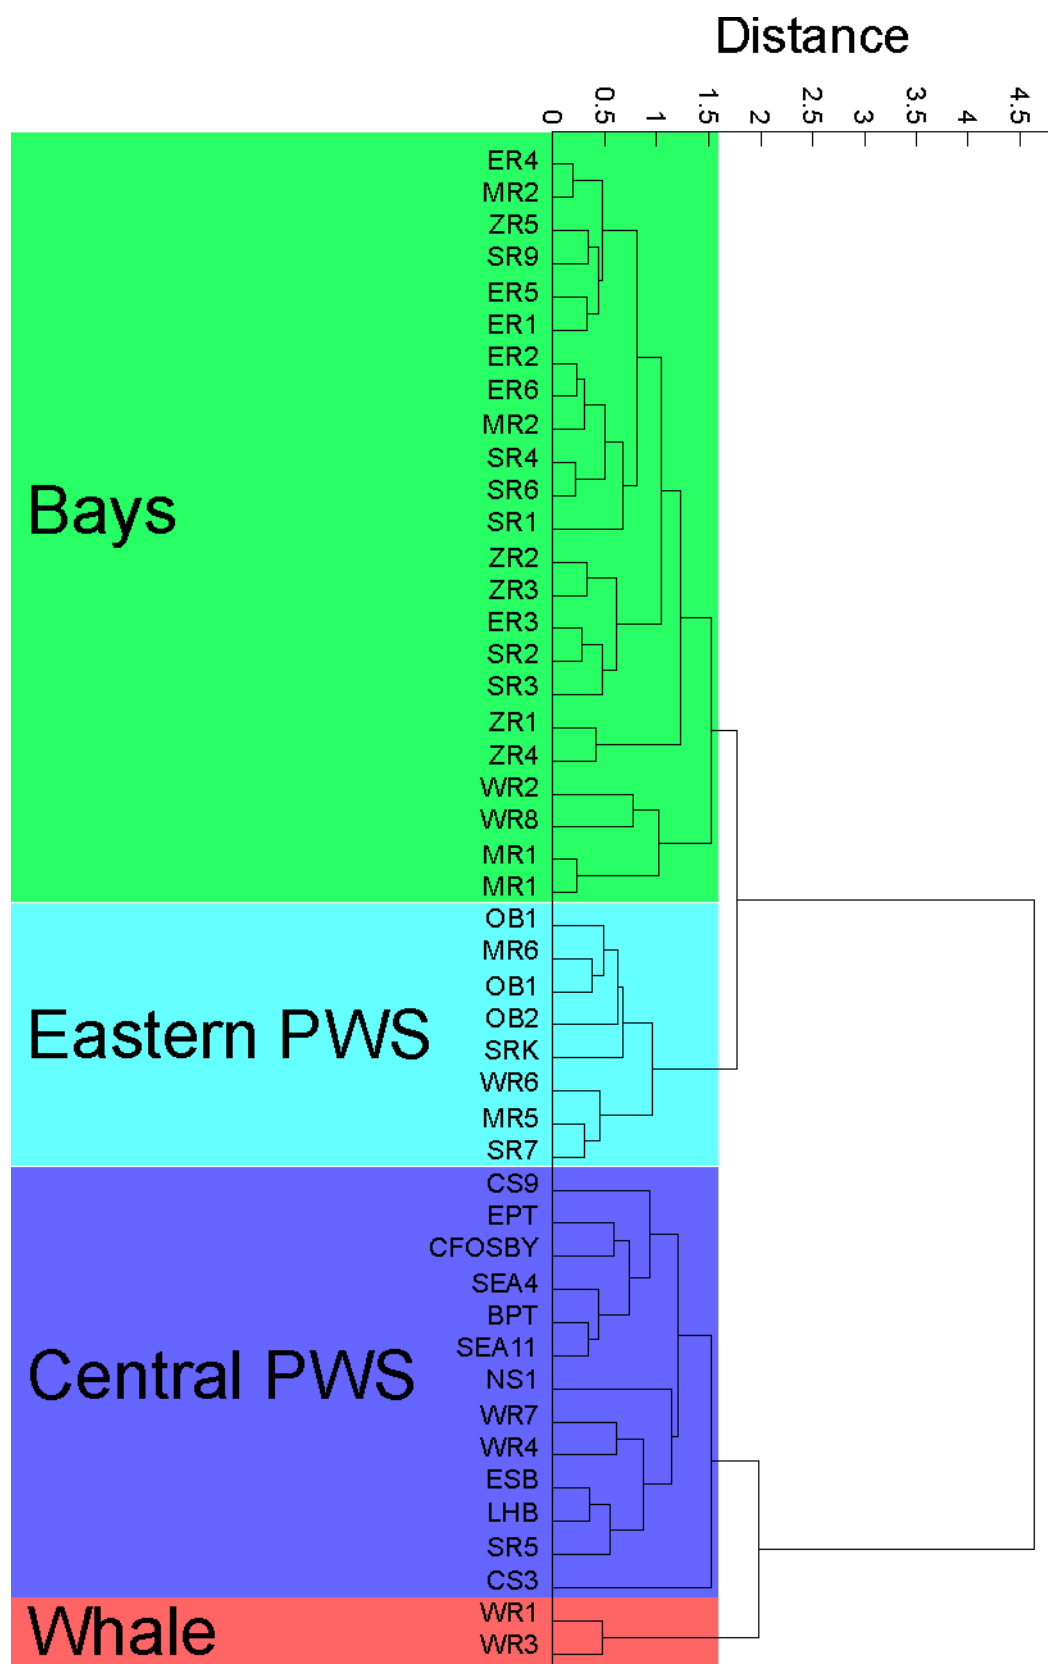 Distance
0 0.5 1 1.5 2 2.5 3 3.5 4 4.5
Bays
ER4
MR2
ZR5
SR9
ER5
ER1
ER2
ER6
MR2
SR4
SR6
SR1
ZR2
ZR3
ER3
SR2
SR3
ZR1
ZR4
WR2
WR8
MR1
MR1
Eastern PWS
OB1
MR6
OB1
OB2
SRK
WR6
MR5
SR7
Central PWS
CS9
EPT
CFOSBY
SEA4
BPT
SEA11
NS1
WR7
WR4
ESB
LHB
SR5
CS3
Whale
WR1
WR3